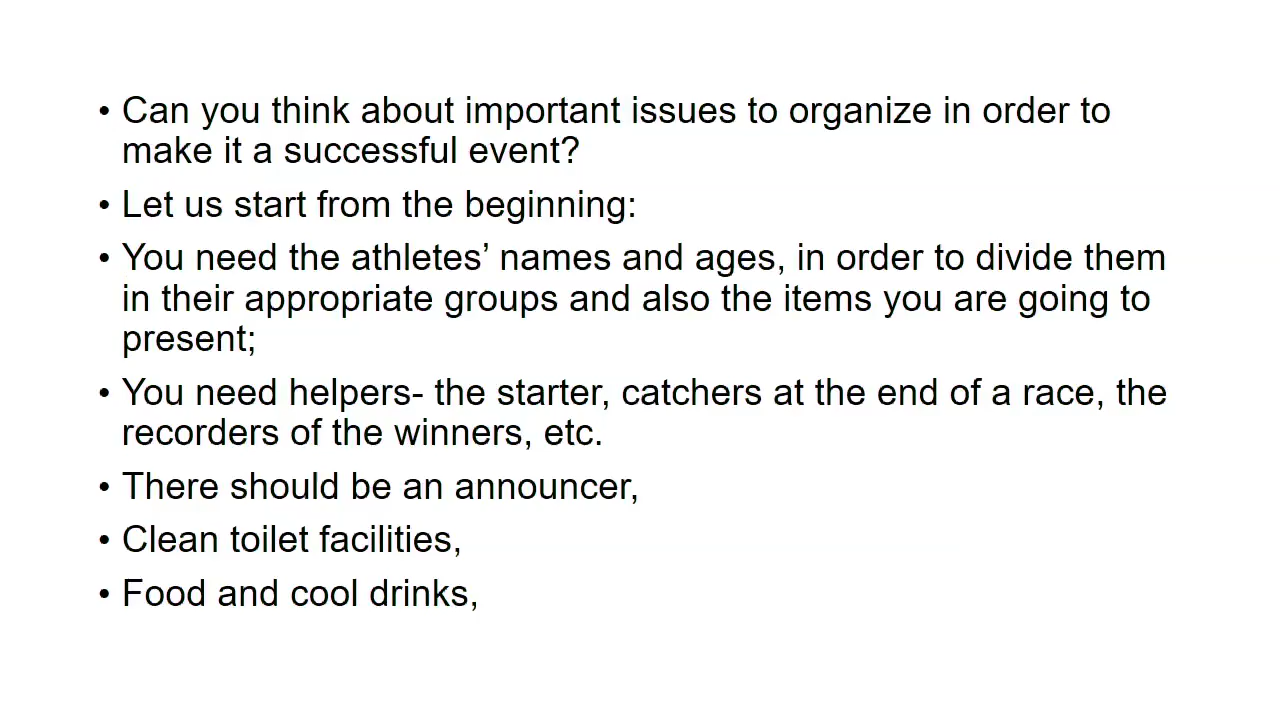 • Can you think about important issues to organize in order to
make it a successful event?
• Let us start from the beginning:
• You need the athletes’ names and ages, in order to divide them
in their appropriate groups and also the items you are going to
present;
• You need helpers- the starter, catchers at the end of a race, the
recorders of the winners, etc.
• There should be an announcer,
• Clean toilet facilities,
• Food and cool drinks,